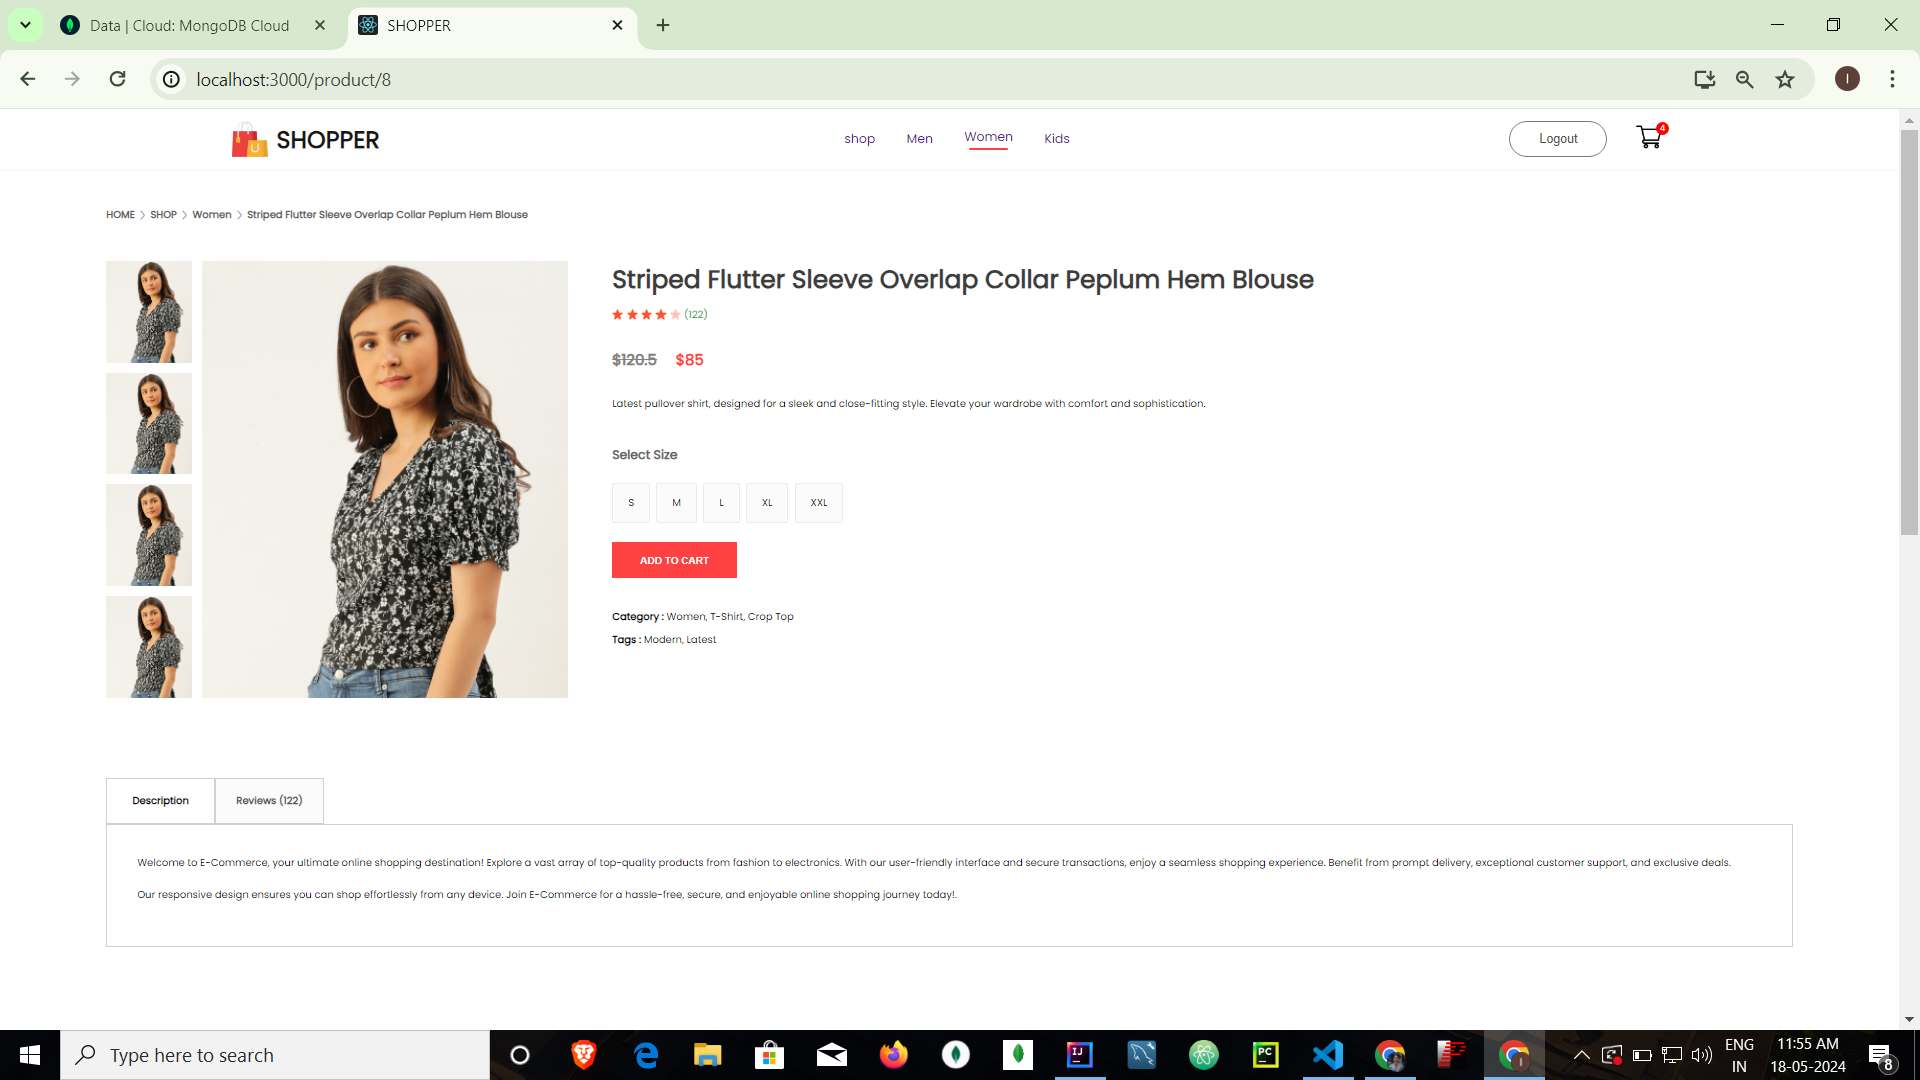 Data | Cloud: MongoDB Cloud
SHOPPER
localhost:3000/product/8
U
SHOPPER
shop
Men
Women
Kids
Logout
4
HOME
SHOP
Women
Striped Flutter Sleeve Overlap Collar Peplum Hem Blouse
Striped Flutter Sleeve Overlap Collar Peplum Hem Blouse
(122)
$120.5 $85
Latest pullover shirt, designed for a sleek and close-fitting style. Elevate your wardrobe with comfort and sophistication.
Select Size
S
M
L
XL
XXL
ADD TO CART
Category : Women, T-Shirt, Crop Top
Tags : Modern, Latest
Description
Reviews (122)
Welcome to E-Commerce, your ultimate online shopping destination! Explore a vast array of top-quality products from fashion to electronics. With our user-friendly interface and secure transactions, enjoy a seamless shopping experience. Benefit from prompt delivery, exceptional customer support, and exclusive deals.
Our responsive design ensures you can shop effortlessly from any device. Join E-Commerce for a hassle-free, secure, and enjoyable online shopping journey today!.
Type here to search
IJ
PC
ENG
IN
11:55 AM
18-05-2024
8